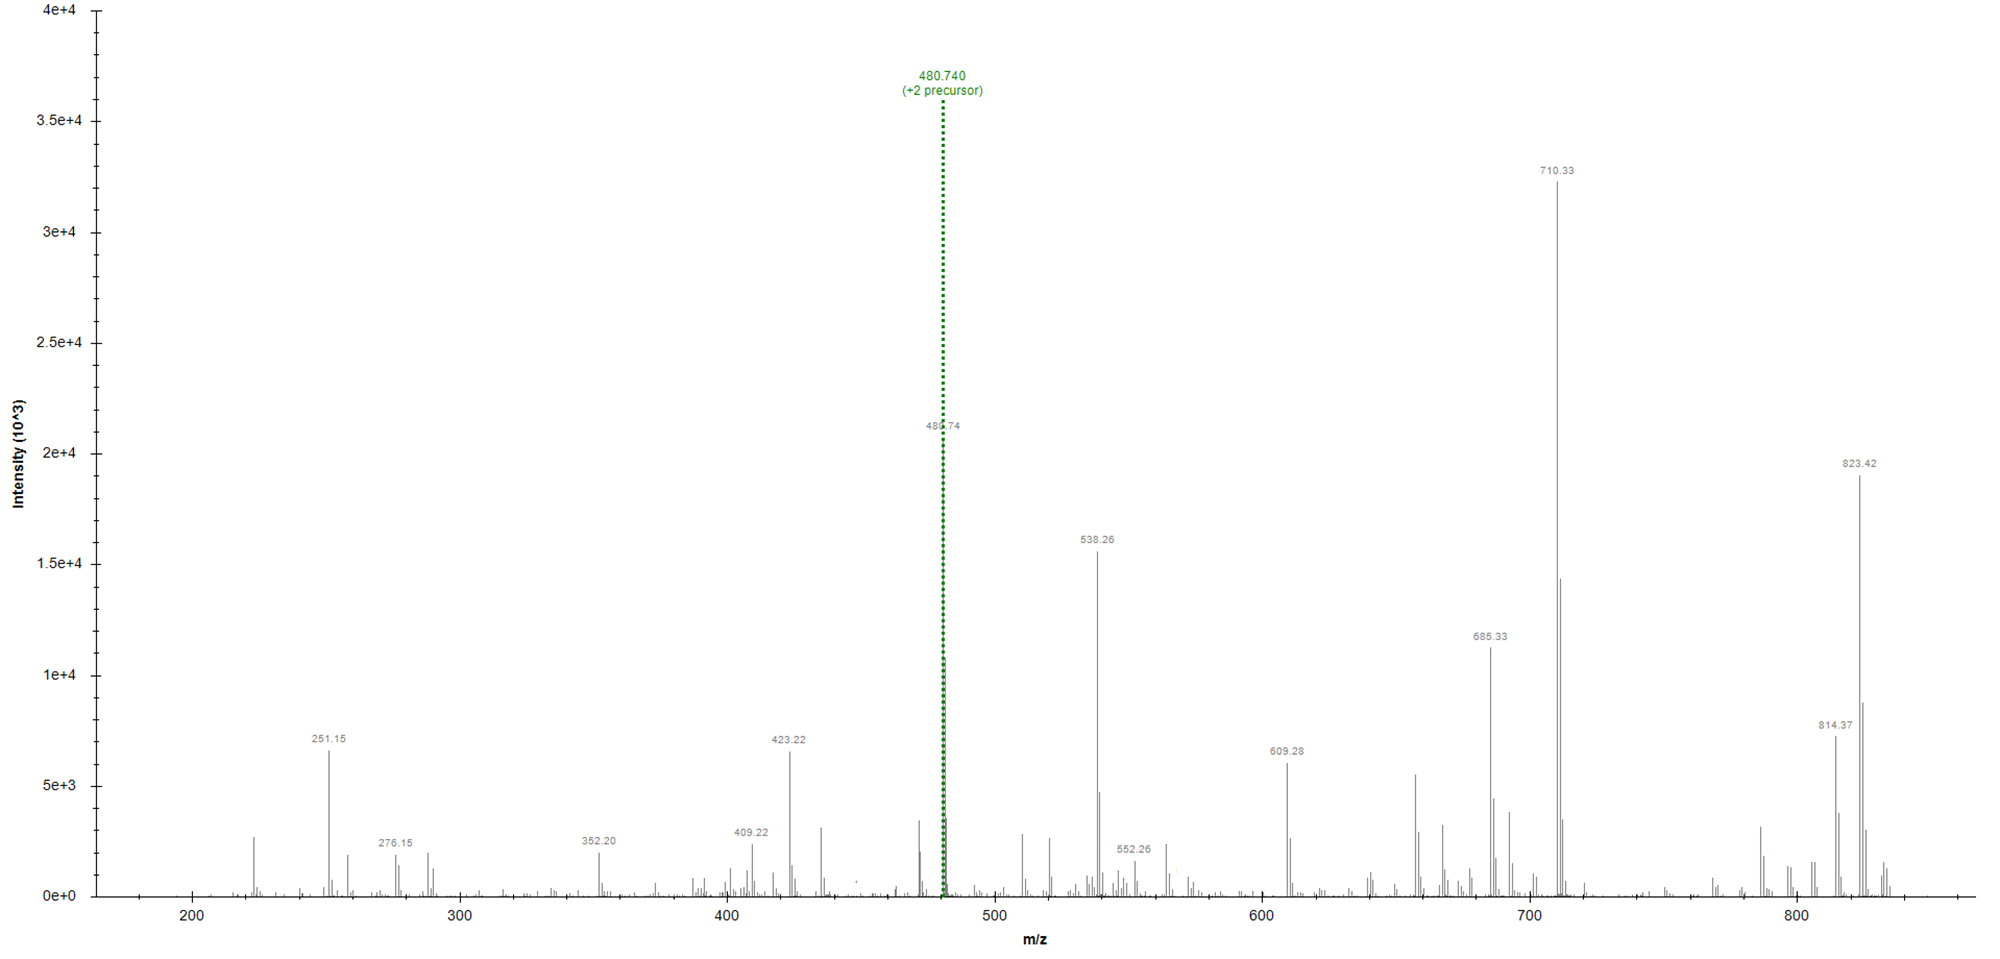 4e+4
480.740
(+2 precursor)
3.5e+4
710.33
3e+4
2.5e+4
Intensity (10^3)
480.74
2e+4
823.42
538.26
1.5e+4
685.33
1e+4
814.37
251.15
423.22
609.28
5e+3
409.22
352.20
276.15
552.26
0e+0
200
300
400
500
600
700
800
m/z